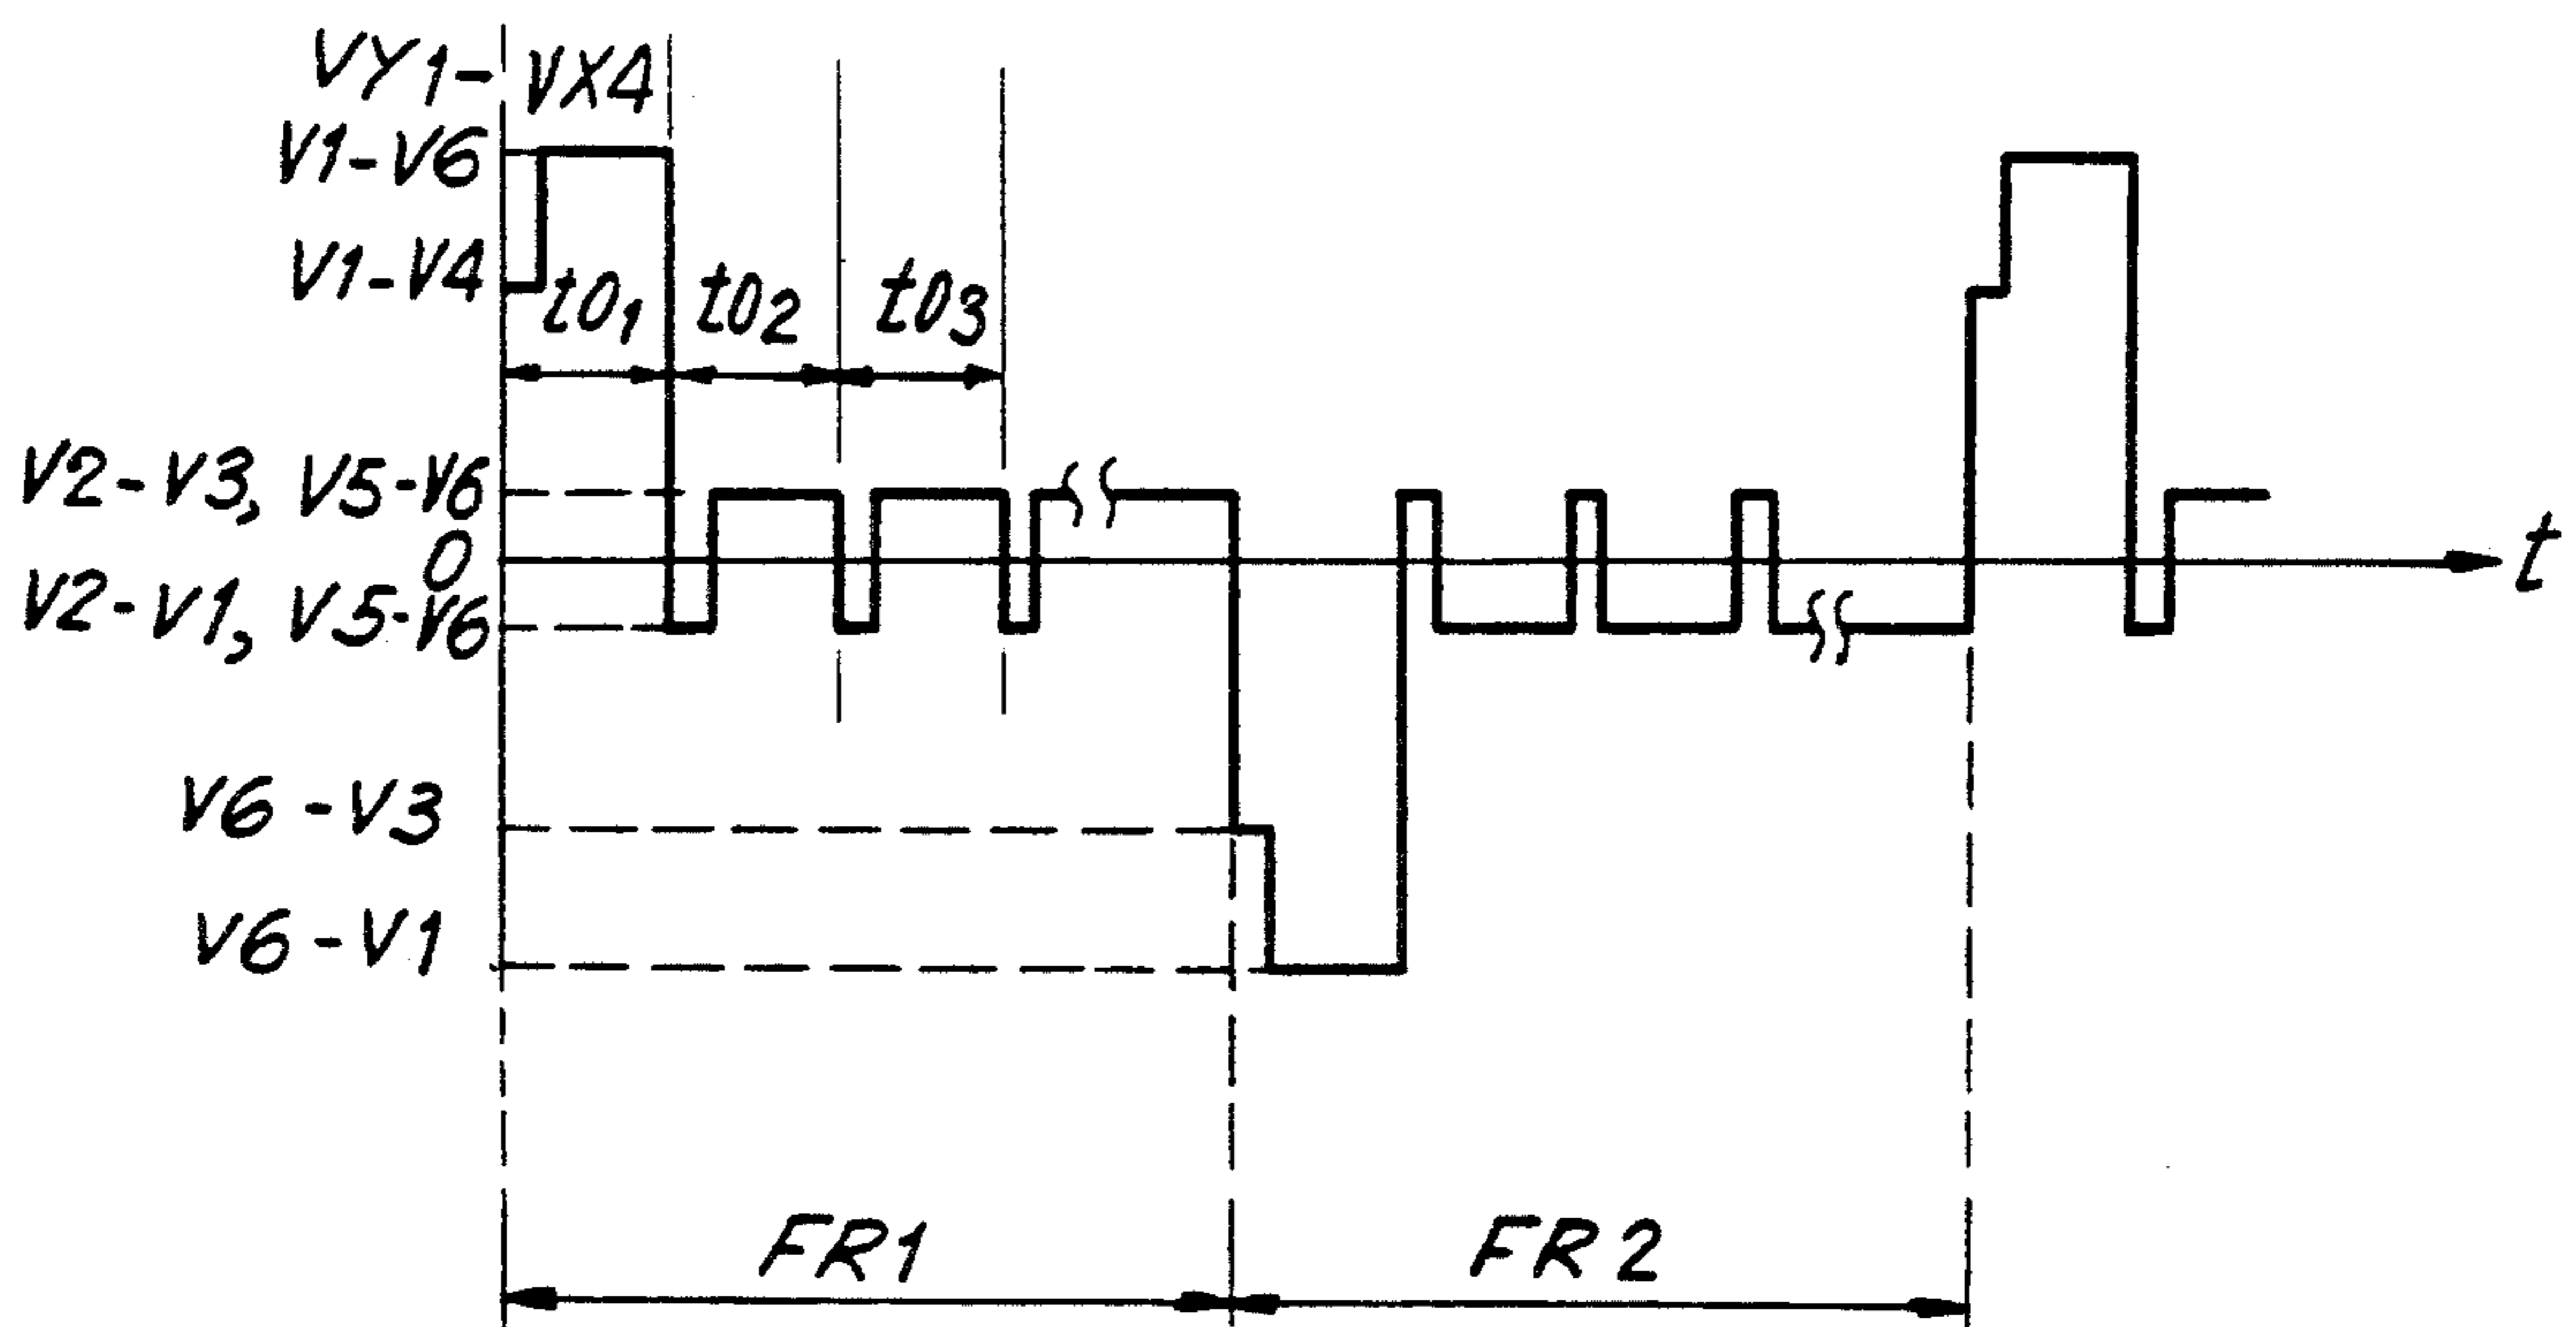 VY1-VX4
V1-V6
V1-V4
t01 t02 t03
V2-V3, V5-V6
0
t
V2-V1, V5-V6
V6-V3
V6-V1
FR1 FR2